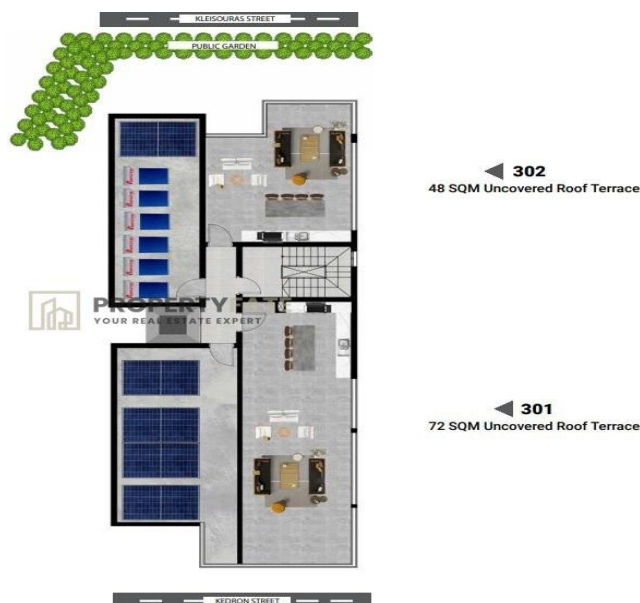 KLEISOURAS STREET
PUBLIC GARDEN
302
48 SQM Uncovered Roof Terrace
PROPERTY GATE
YOUR REAL ESTATE EXPERT
301
72 SQM Uncovered Roof Terrace
KEDRON STREET